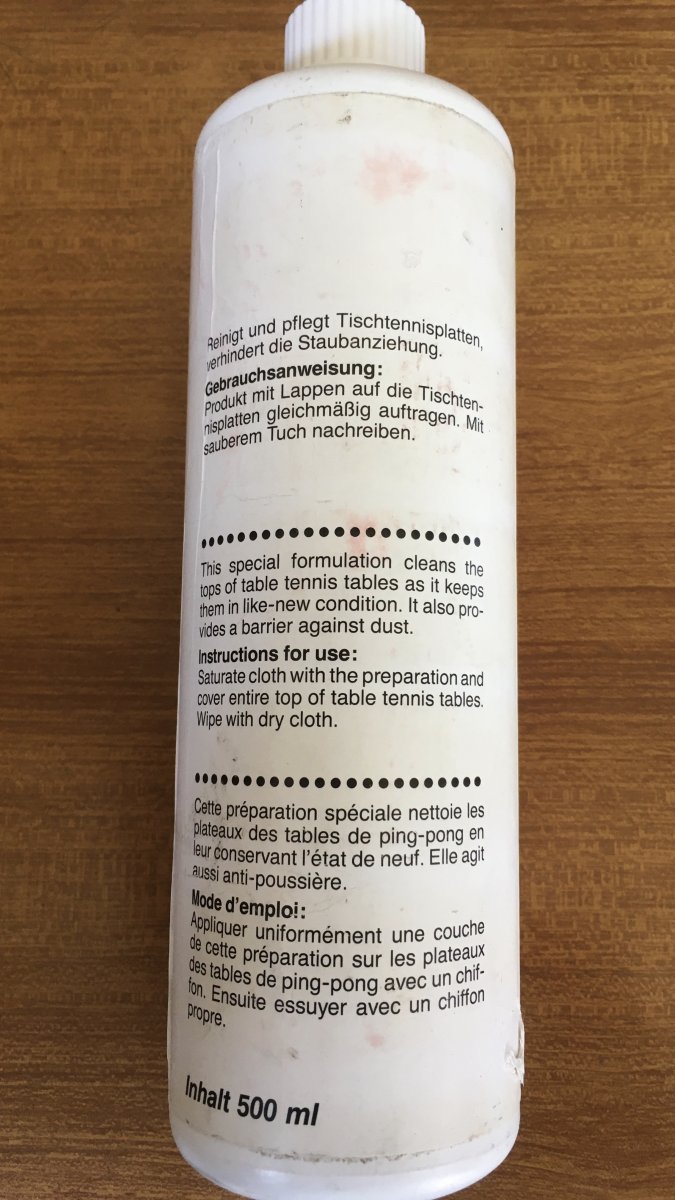 Reinigt und pflegt Tischtennisplatten,
verhindert die Staubanziehung.
Gebrauchsanweisung:
Produkt mit Lappen auf die Tischten-
nisplatten gleichmäßig auftragen. Mit
sauberem Tuch nachreiben.
This special formulation cleans the
tops of table tennis tables as it keeps
them in like-new condition. It also pro-
vides a barrier against dust.
Instructions for use:
Saturate cloth with the preparation and
cover entire top of table tennis tables.
Wipe with dry cloth.
Cette préparation spéciale nettoie les
plateaux des tables de ping-pong en
leur conservant l'état de neuf. Elle agit
aussi anti-poussière.
Mode d'emploi:
Appliquer uniformément une couche
de cette préparation sur les plateaux
des tables de ping-pong avec un chif-
fon. Ensuite essuyer avec un chiffon
propre.
Inhalt 500 ml